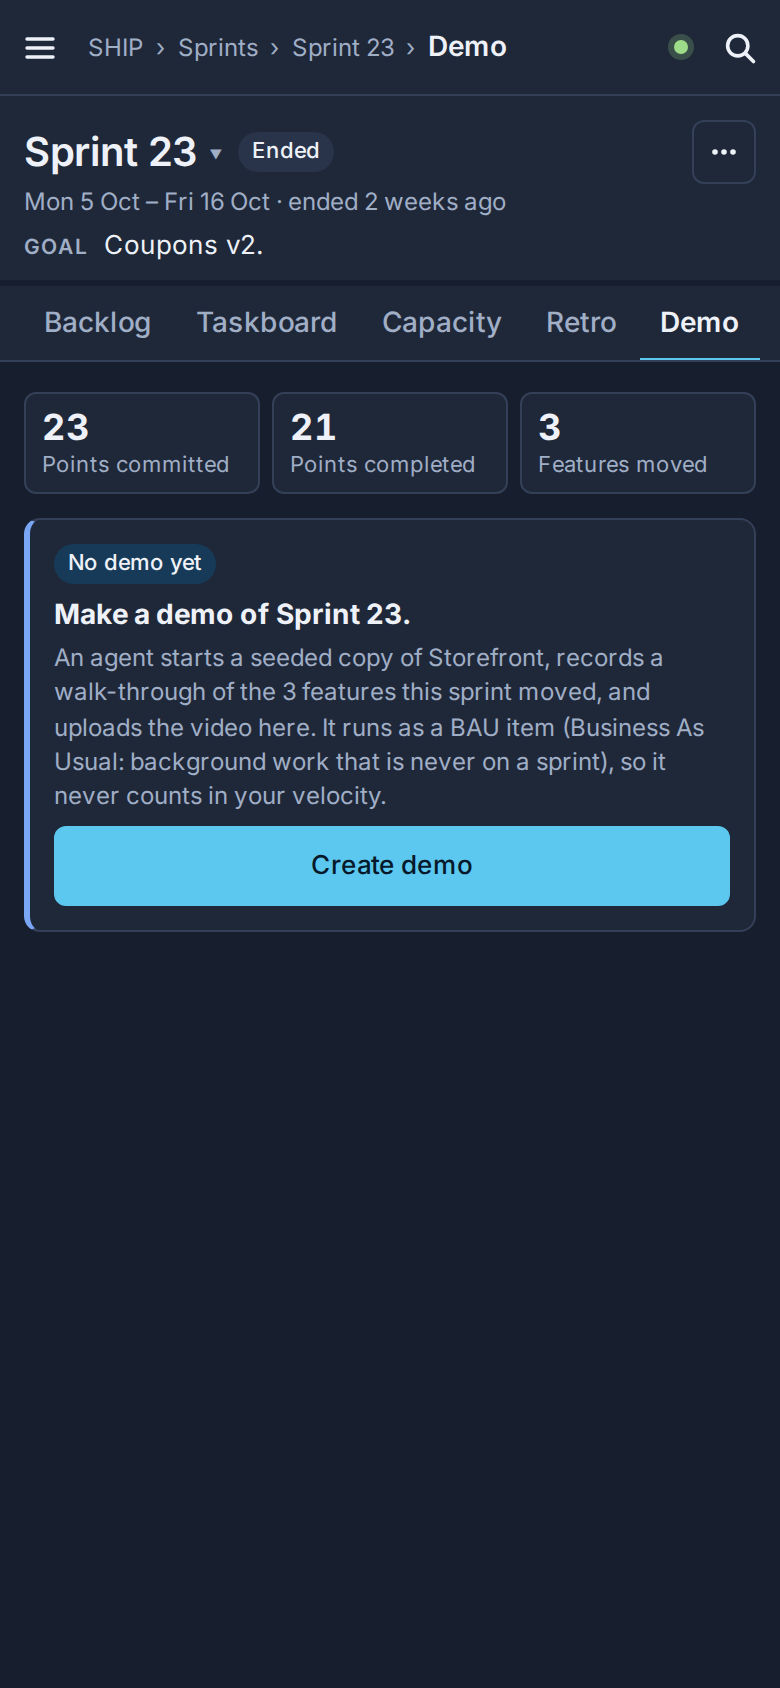 SHIP › Sprints › Sprint 23 › Demo
Sprint 23 ▾ Ended
Mon 5 Oct – Fri 16 Oct · ended 2 weeks ago
GOAL Coupons v2.
Backlog Taskboard Capacity Retro Demo
23 21 3
Points committed Points completed Features moved
No demo yet
Make a demo of Sprint 23.
An agent starts a seeded copy of Storefront, records a
walk-through of the 3 features this sprint moved, and
uploads the video here. It runs as a BAU item (Business As
Usual: background work that is never on a sprint), so it
never counts in your velocity.
Create demo